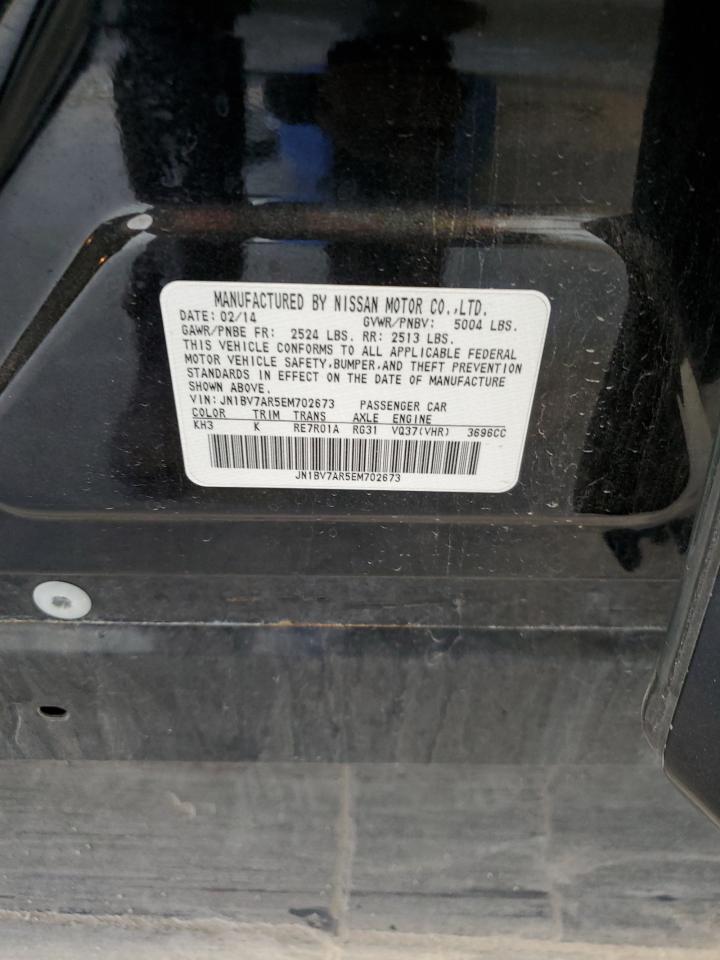 MANUFACTURED BY NISSAN MOTOR CO.,LTD.
DATE: 02/14 GVWR/PNBV: 5004 LBS.
GAWR/PNBE FR: 2524 LBS. RR: 2513 LBS.
THIS VEHICLE CONFORMS TO ALL APPLICABLE FEDERAL
MOTOR VEHICLE SAFETY,BUMPER,AND THEFT PREVENTION
STANDARDS IN EFFECT ON THE DATE OF MANUFACTURE
SHOWN ABOVE.
VIN: JN1BV7AR5EM702673 PASSENGER CAR
COLOR TRIM TRANS AXLE ENGINE
KH3 K RE7R01A RG31 VQ37(VHR) 3696CC
JN1BV7AR5EM702673